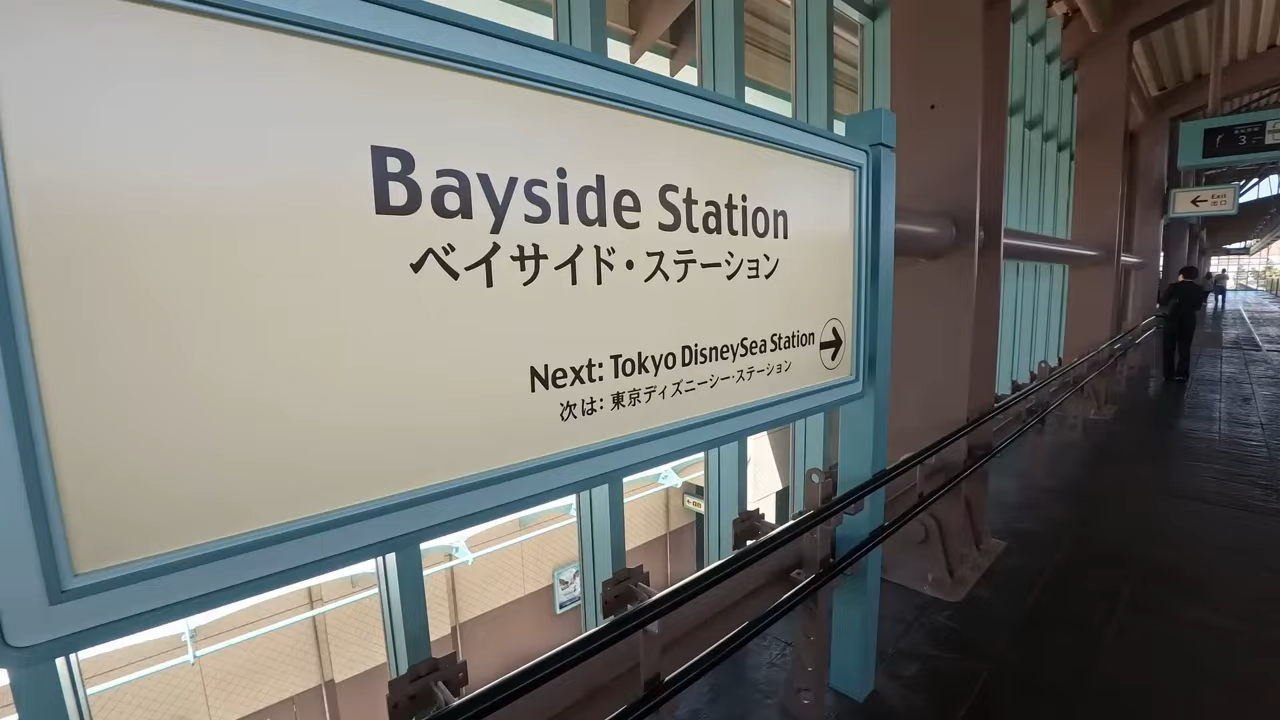 Bayside Station
ベイサイド・ステーション
Next: Tokyo DisneySea Station
次は: 東京ディズニーシー・ステーション
3
Exit
出口